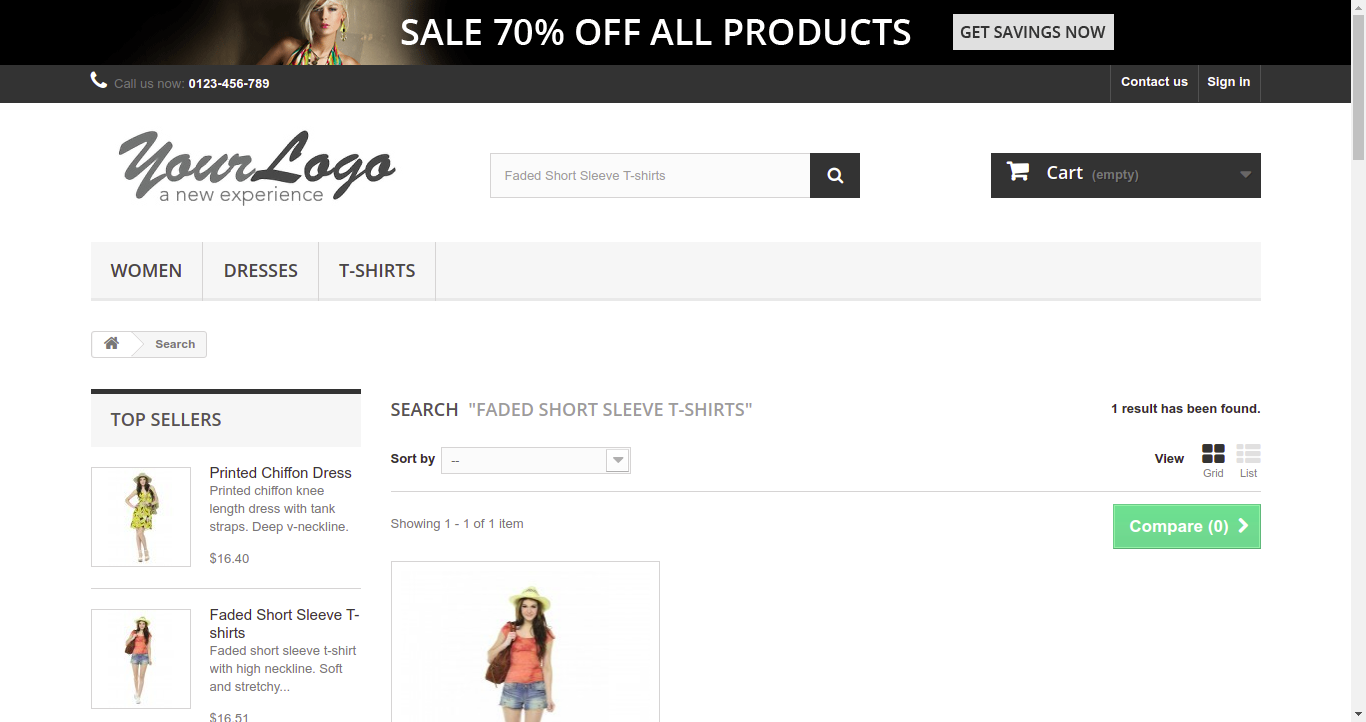 SALE 70% OFF ALL PRODUCTS GET SAVINGS NOW
Call us now: 0123-456-789
Contact us Sign in
YourLogo
a new experience
Faded Short Sleeve T-shirts
Cart (empty)
WOMEN DRESSES T-SHIRTS
Search
TOP SELLERS
Printed Chiffon Dress
Printed chiffon knee
length dress with tank
straps. Deep v-neckline.
$16.40
Faded Short Sleeve T-
shirts
Faded short sleeve t-shirt
with high neckline. Soft
and stretchy...
$16.51
SEARCH "FADED SHORT SLEEVE T-SHIRTS"
1 result has been found.
Sort by --
View Grid List
Showing 1 - 1 of 1 item
Compare (0)